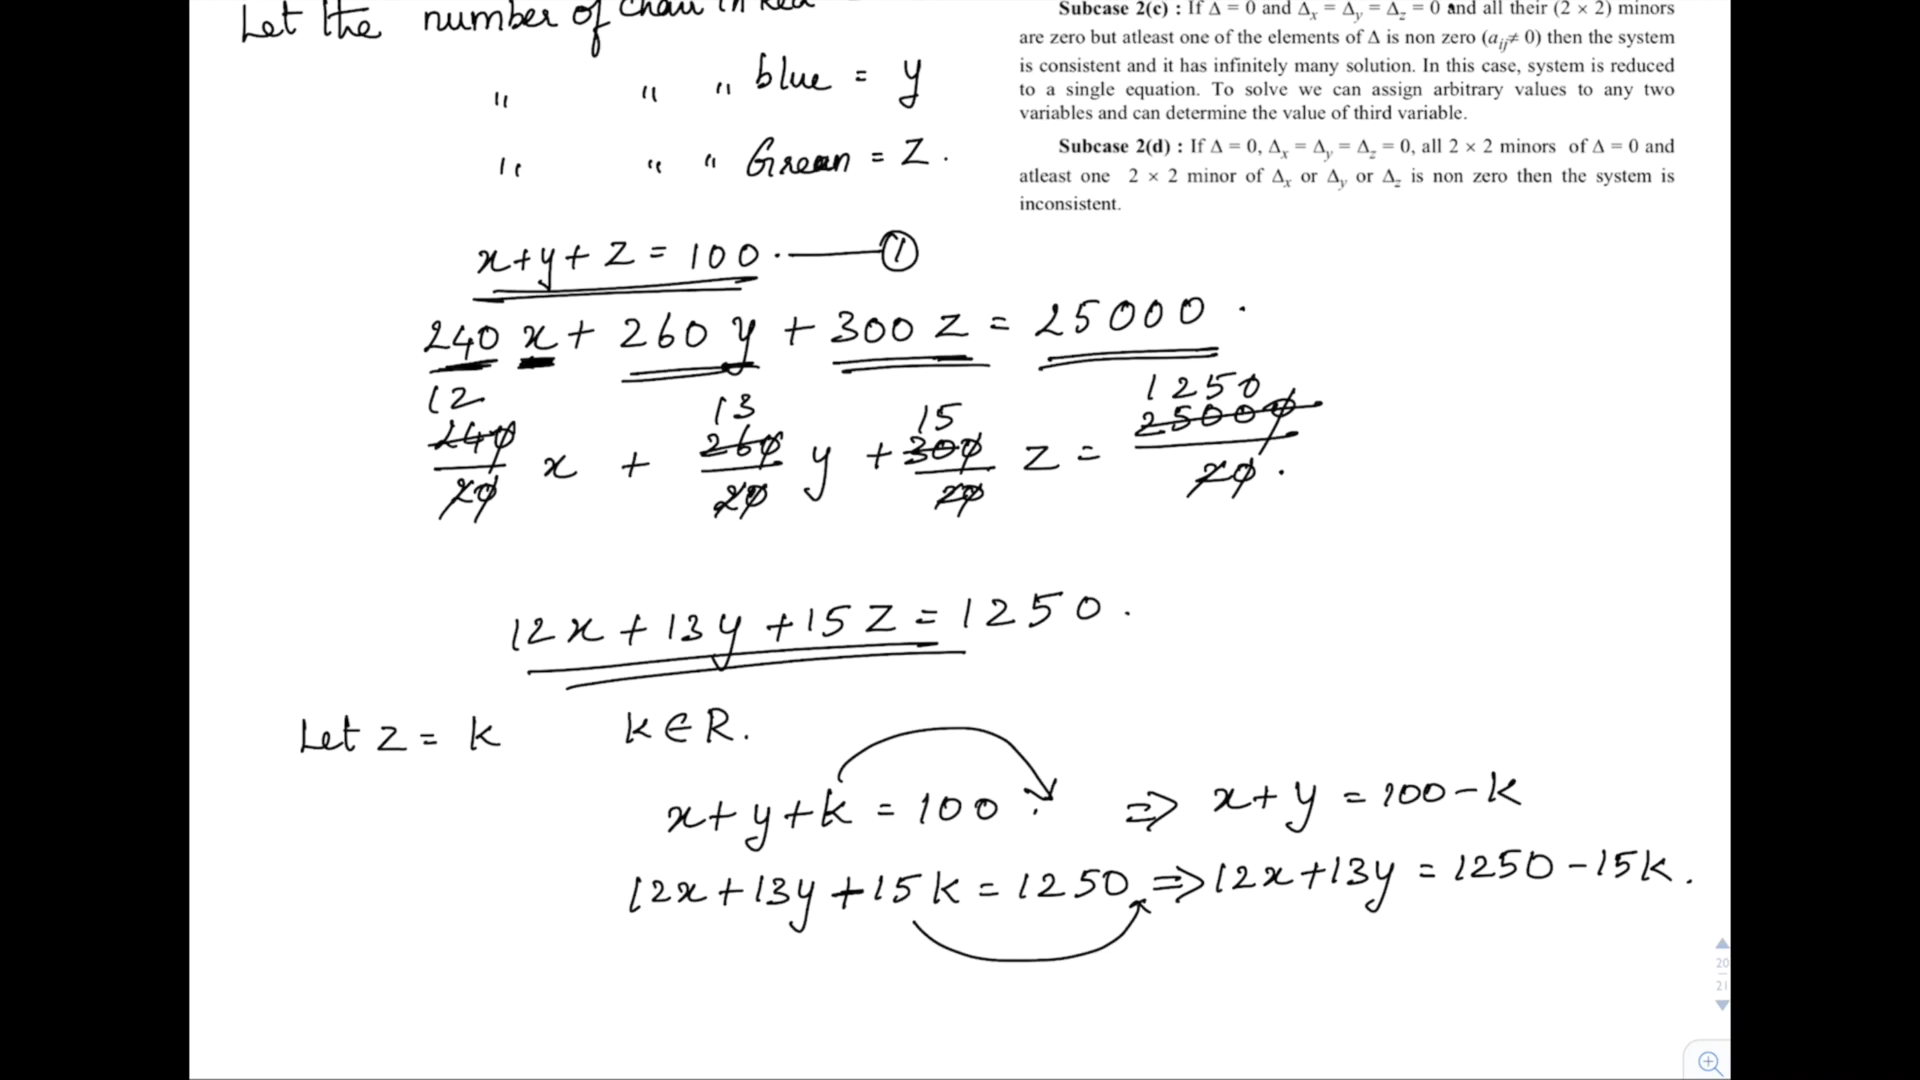 Let the number of chair in Red
" " " blue = y
" " " Green = Z.
x+y+z = 100. ① 
240 x + 260 y + 300 z = 25000.
12 13 15 1250
240/20 x + 260/20 y + 300/20 z = 25000/20.
12x + 13y + 15z = 1250.
Let z = k k∈R.
x+y+k = 100. ⇒ x+y = 100-k
12x+13y+15k = 1250 ⇒ 12x+13y = 1250-15k.
Subcase 2(c) : If Δ = 0 and Δx = Δy = Δz = 0 and all their (2 × 2) minors
are zero but atleast one of the elements of Δ is non zero (aij≠ 0) then the system
is consistent and it has infinitely many solution. In this case, system is reduced
to a single equation. To solve we can assign arbitrary values to any two
variables and can determine the value of third variable.
Subcase 2(d) : If Δ = 0, Δx = Δy = Δz = 0, all 2 × 2 minors of Δ = 0 and
atleast one 2 × 2 minor of Δx or Δy or Δz is non zero then the system is
inconsistent.
20
21